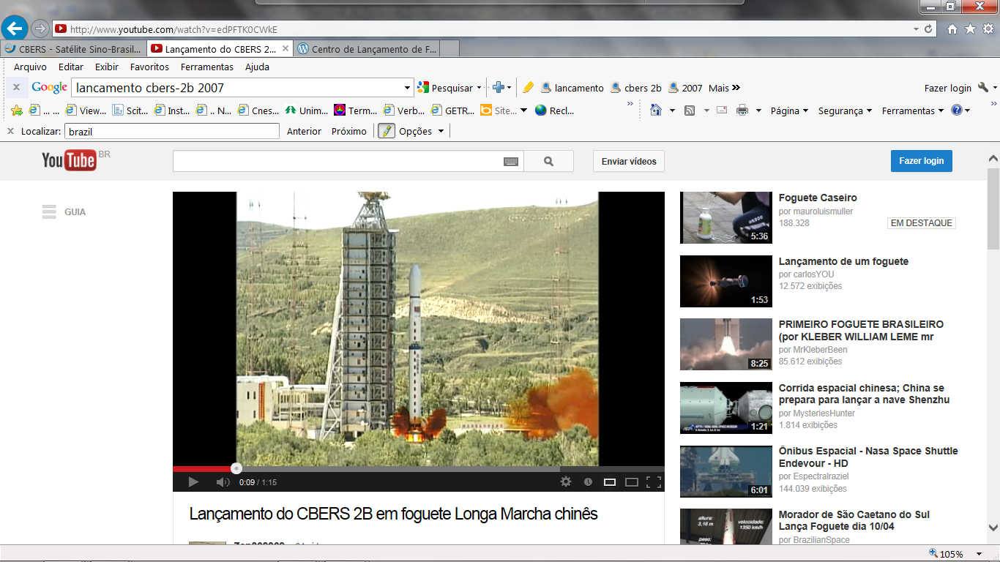 http://www.youtube.com/watch?v=edPFTK0CWkE
CBERS - Satélite Sino-Brasil...
Lançamento do CBERS 2...
Centro de Lançamento de F...
Arquivo Editar Exibir Favoritos Ferramentas Ajuda
x Google lancamento cbers-2b 2007 Pesquisar lancamento cbers 2b 2007 Mais » Fazer login
... ... View... Scit... Inst... .. N... Cnes... Unim... Term... Verb... GETR... Site... Recl... » Página Segurança Ferramentas »
x Localizar: brazil Anterior Próximo Opções
YouTube BR Enviar vídeos Fazer login
GUIA
0:09 / 1:15
Lançamento do CBERS 2B em foguete Longa Marcha chinês
5:36
Foguete Caseiro
por mauroluismuller
188.328 EM DESTAQUE
1:53
Lançamento de um foguete
por carlosYOU
12.572 exibições
8:25
PRIMEIRO FOGUETE BRASILEIRO
(por KLEBER WILLIAM LEME mr
por MrKleberBeen
85.612 exibições
1:21
Corrida espacial chinesa; China se
prepara para lançar a nave Shenzhu
por MysteriesHunter
1.814 exibições
6:01
Ônibus Espacial - Nasa Space Shuttle
Endevour - HD
por Espectralraziel
144.039 exibições
altura:
3,16 m
velocidade:
1350 km/h
peso:
Morador de São Caetano do Sul
Lança Foguete dia 10/04
por BrazilianSpace
105%